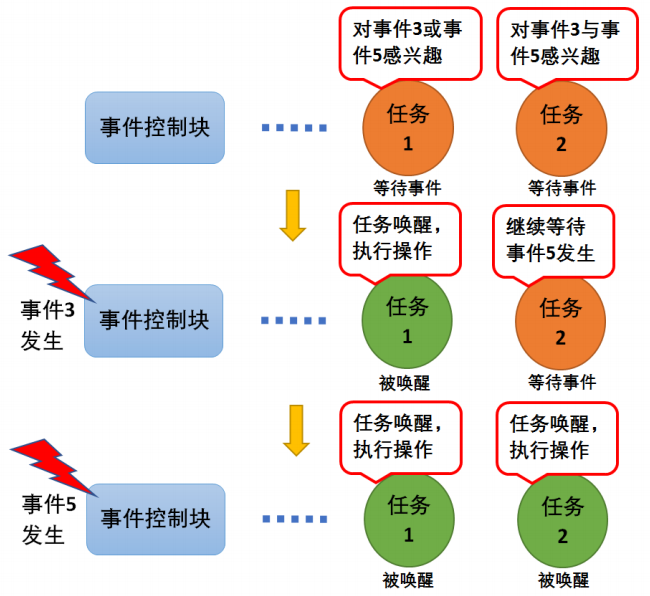 对事件3或事
件5感兴趣
对事件3与事
件5感兴趣
事件控制块
任务
1
任务
2
等待事件
等待事件
任务唤醒，
执行操作
继续等待
事件5发生
事件3
发生
事件控制块
任务
1
任务
2
被唤醒
等待事件
任务唤醒，
执行操作
任务唤醒，
执行操作
事件5
发生
事件控制块
任务
1
任务
2
被唤醒
被唤醒